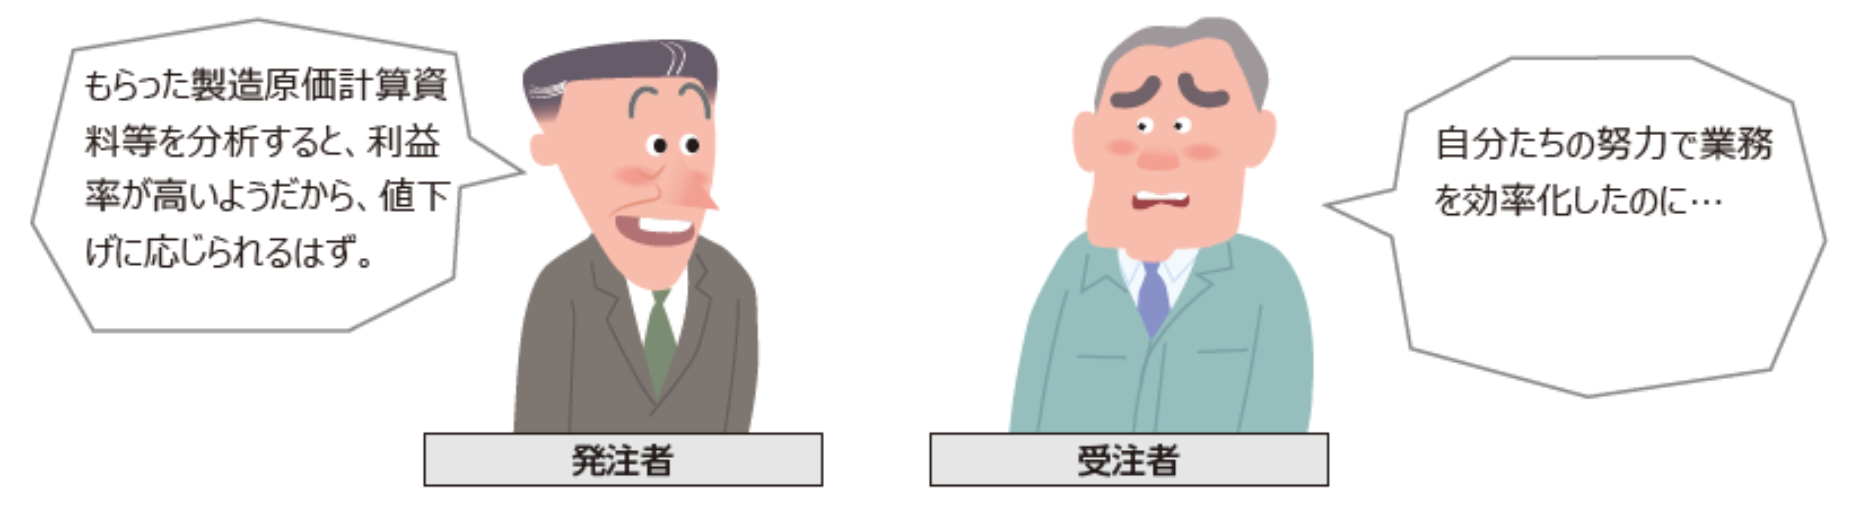 もらった製造原価計算資
料等を分析すると、利益
率が高いようだから、値下
げに応じられるはず。
自分たちの努力で業務
を効率化したのに…
発注者
受注者